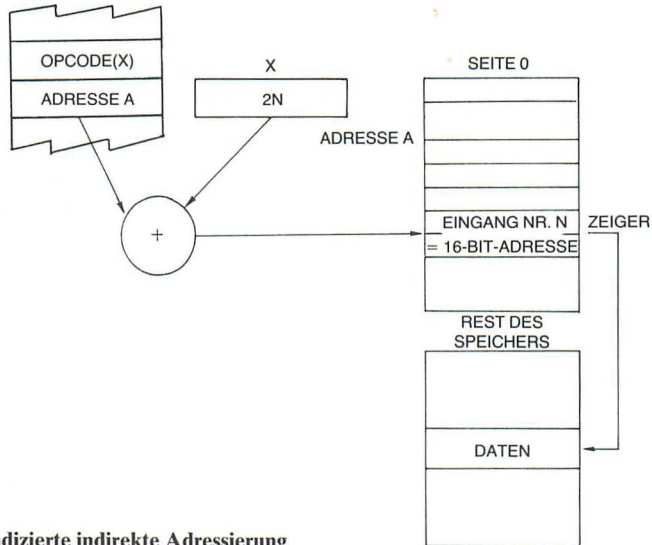 OPCODE(X)
ADRESSE A
X
2N
SEITE 0
ADRESSE A
EINGANG NR. N
= 16-BIT-ADRESSE
ZEIGER
+
REST DES
SPEICHERS
DATEN
dizierte indirekte Adressierung